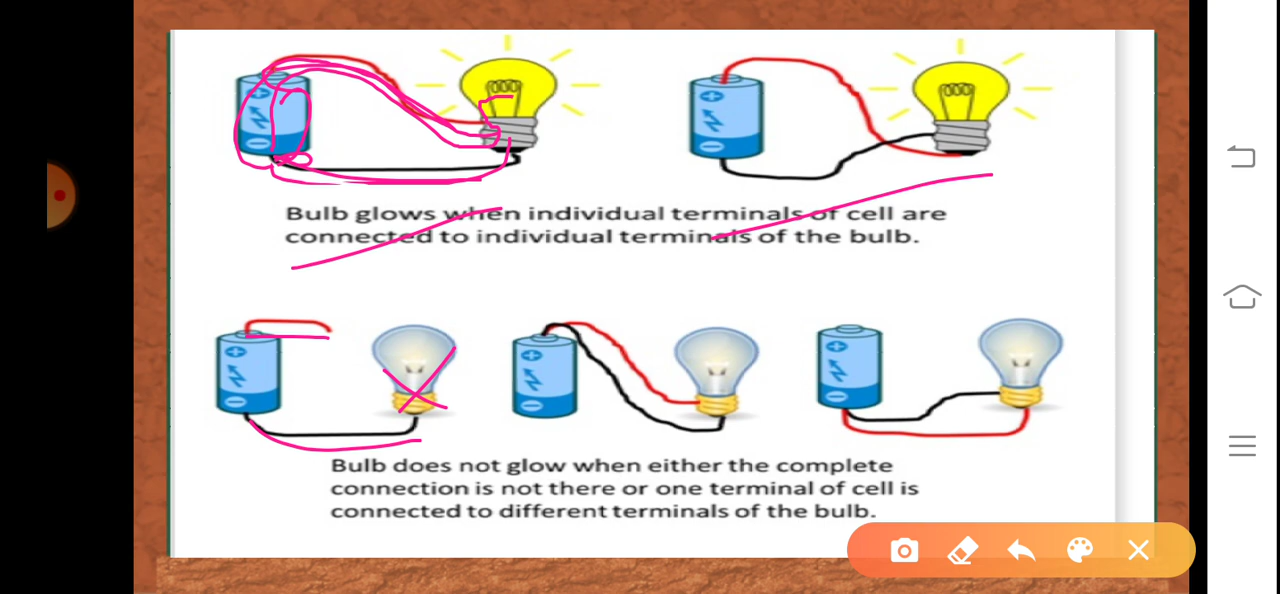 Bulb glows when individual terminals of cell are
connected to individual terminals of the bulb.
Bulb does not glow when either the complete
connection is not there or one terminal of cell is
connected to different terminals of the bulb.